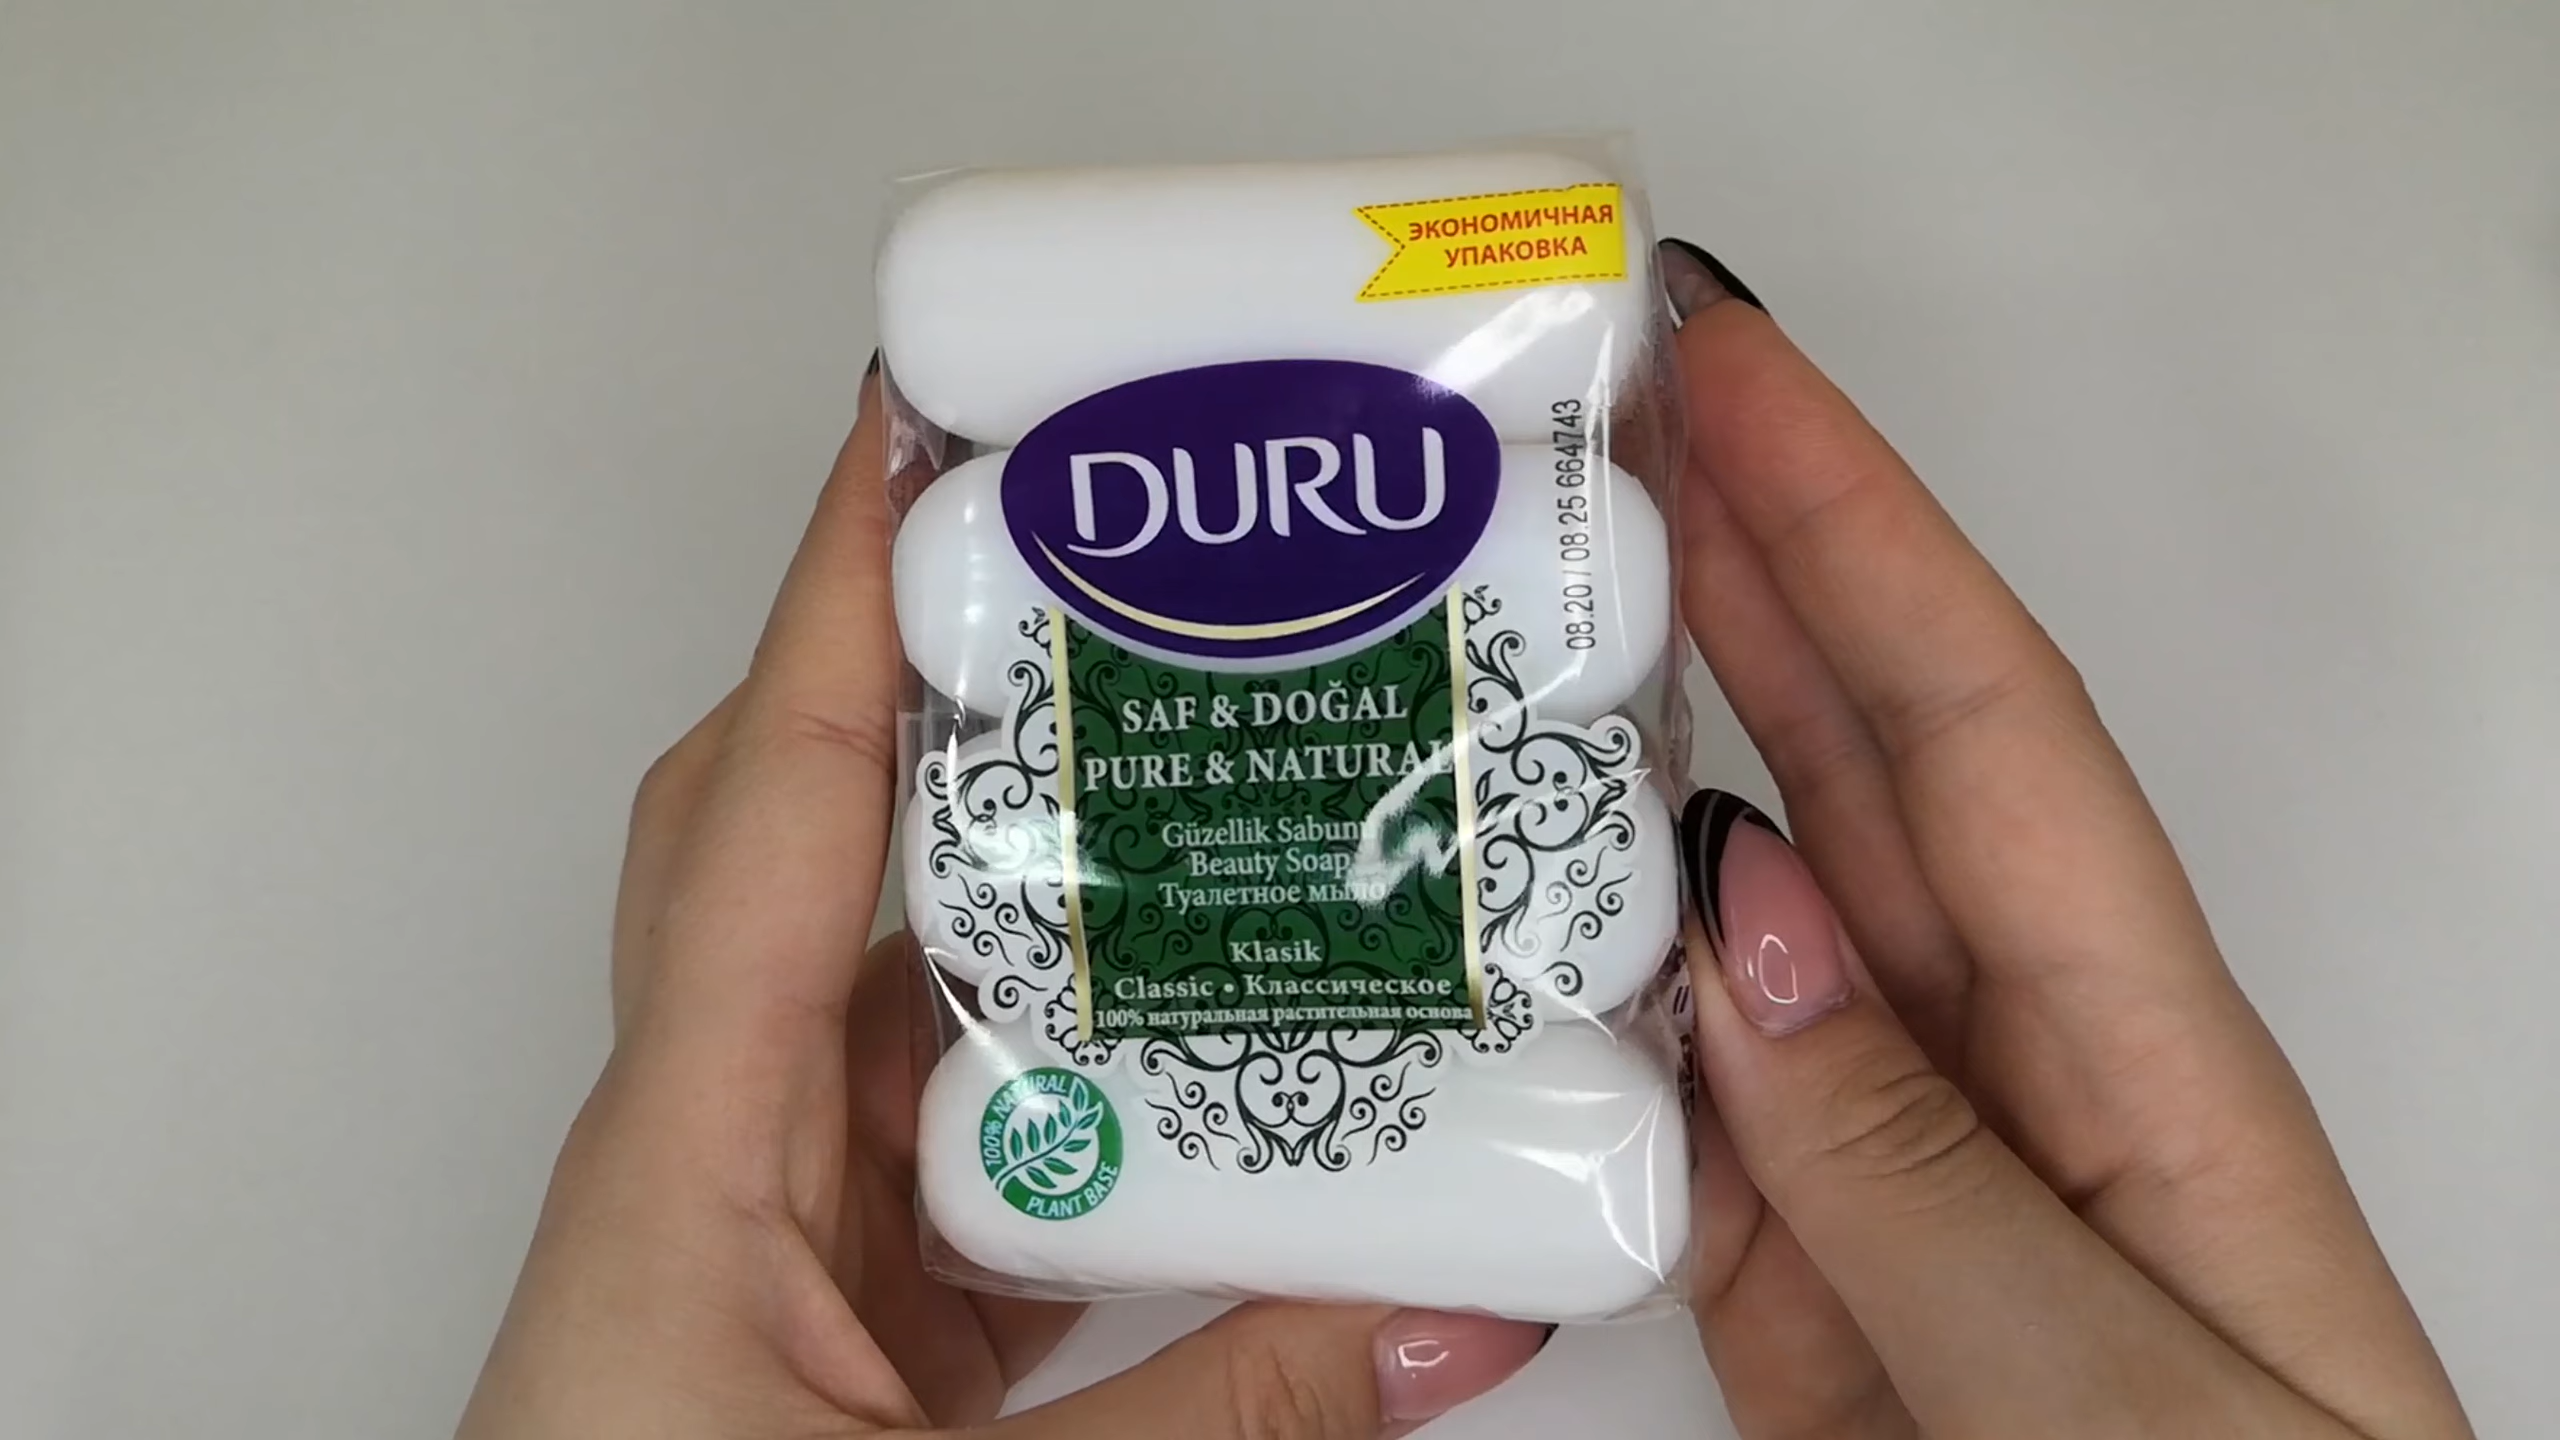 ЭКОНОМИЧНАЯ
УПАКОВКА
DURU
08.20 / 08.25 664743
SAF & DOĞAL
PURE & NATURAL
Güzellik Sabunu
Beauty Soap
Туалетное мыло
Klasik
Classic • Классическое
100% натуральная растительная основа
100% NATURAL
PLANT BASE